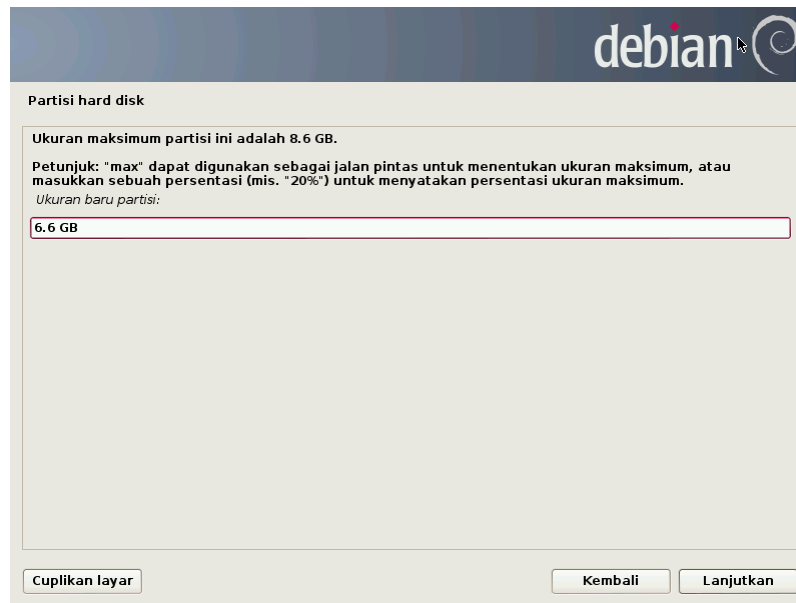 debian
Partisi hard disk
Ukuran maksimum partisi ini adalah 8.6 GB.
Petunjuk: "max" dapat digunakan sebagai jalan pintas untuk menentukan ukuran maksimum, atau
masukkan sebuah persentasi (mis. "20%") untuk menyatakan persentasi ukuran maksimum.
Ukuran baru partisi:
6.6 GB
Cuplikan layar
Kembali
Lanjutkan